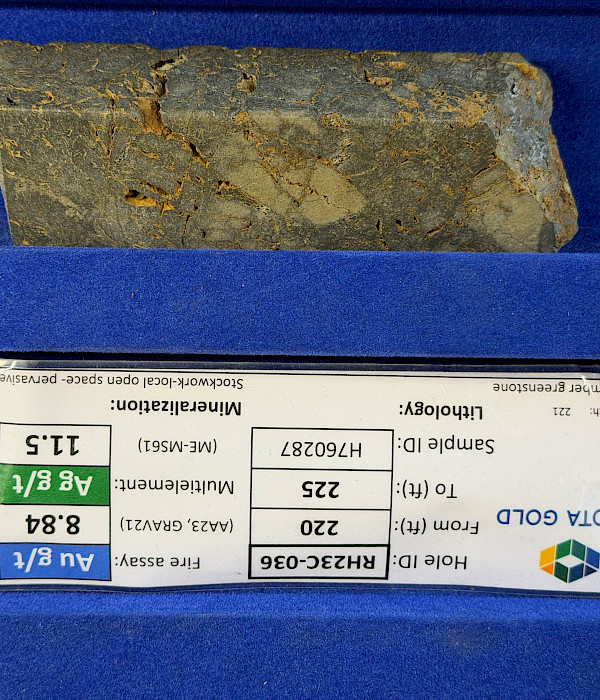 Hole ID: RH23C-036 Fire assay: Au g/t
OTA GOLD From (ft): 220 (AA23, GRAV21) 8.84
To (ft): 225 Multielement: Ag g/t
Sample ID: H760287 (ME-MS61) 11.5
h: 221 Lithology: Mineralization:
mber greenstone Stockwork-local open space- pervasive